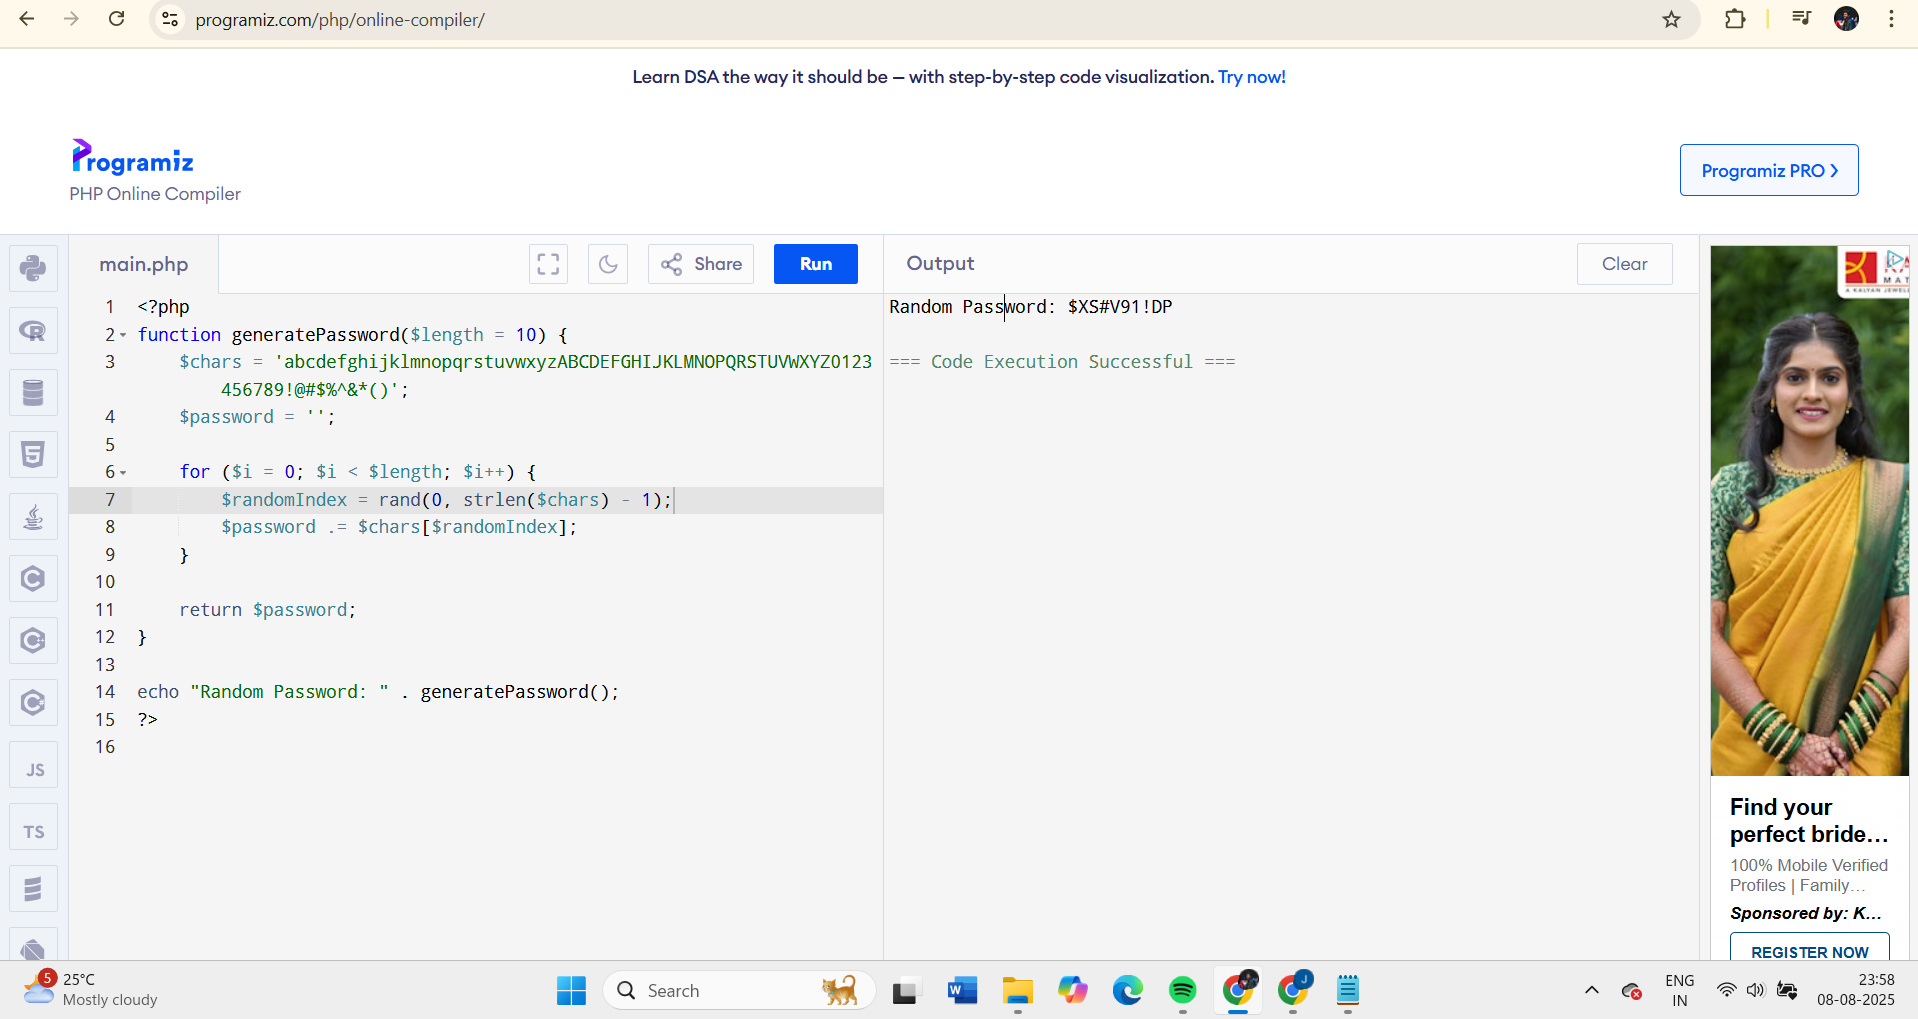 programiz.com/php/online-compiler/
Learn DSA the way it should be — with step-by-step code visualization. Try now!
Programiz
PHP Online Compiler
Programiz PRO ❯
main.php
Share
Run
Output
Clear
1 <?php
2 function generatePassword($length = 10) {
3 $chars = 'abcdefghijklmnopqrstuvwxyzABCDEFGHIJKLMNOPQRSTUVWXYZ0123
456789!@#$%^&*()';
4 $password = '';
5
6 for ($i = 0; $i < $length; $i++) {
7 $randomIndex = rand(0, strlen($chars) - 1);
8 $password .= $chars[$randomIndex];
9 }
10
11 return $password;
12 }
13
14 echo "Random Password: " . generatePassword();
15 ?>
16
Random Password: $XS#V91!DP
=== Code Execution Successful ===
JS
TS
A KALYAN JEWELL
Find your
perfect bride...
100% Mobile Verified
Profiles | Family...
Sponsored by: K...
REGISTER NOW
5
25°C
Mostly cloudy
Search
W
J
ENG
IN
23:58
08-08-2025